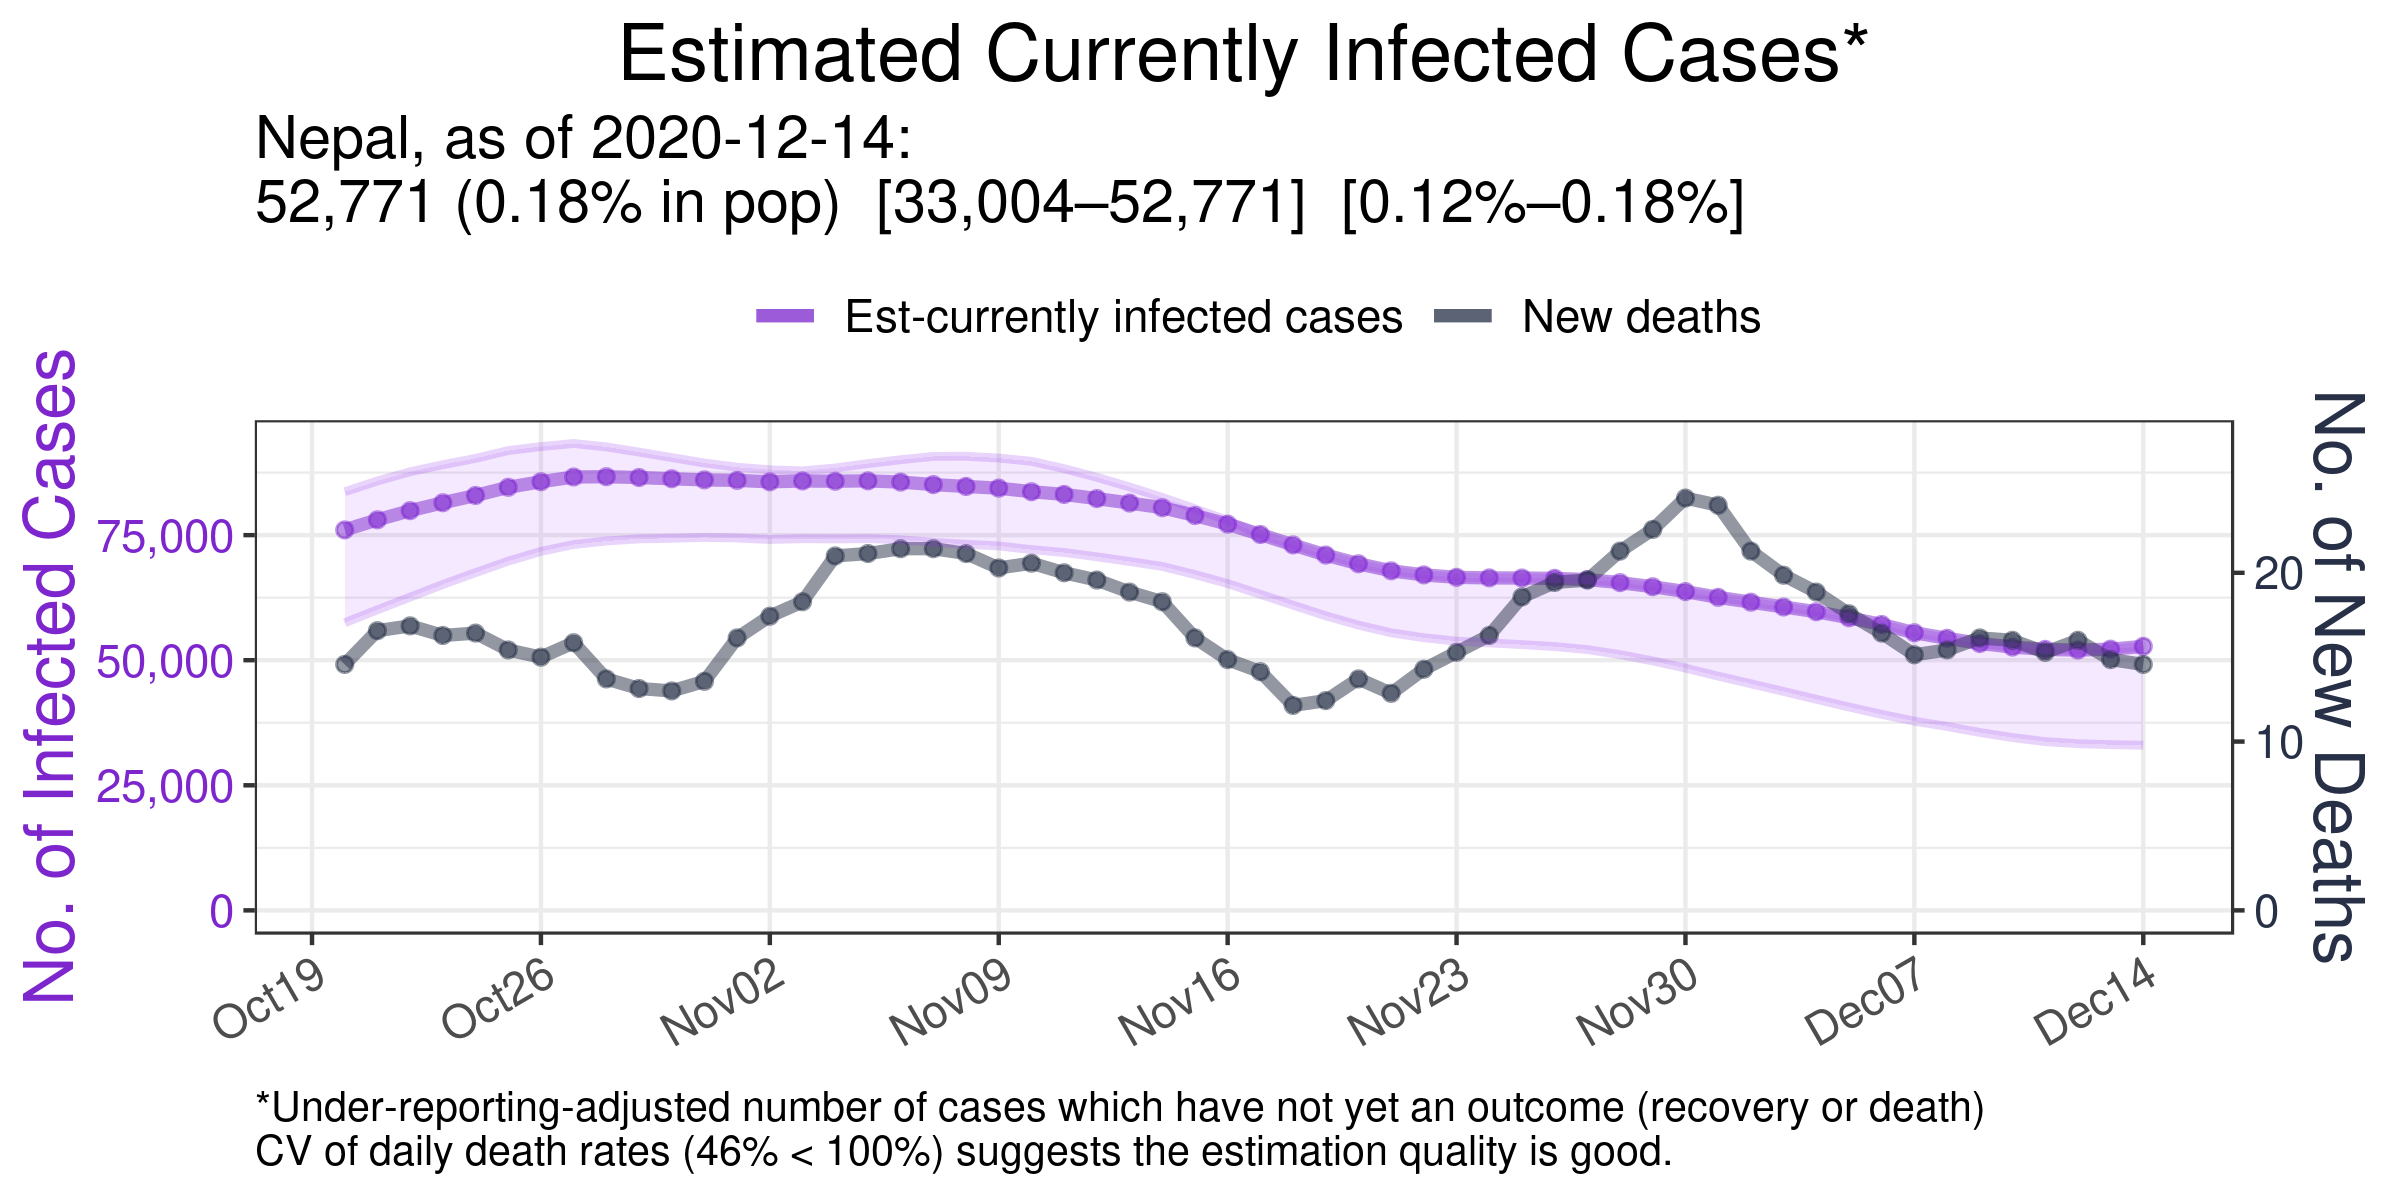 Estimated Currently Infected Cases*
Nepal, as of 2020-12-14:
52,771 (0.18% in pop)  [33,004–52,771]  [0.12%–0.18%]
Est-currently infected cases
New deaths
No. of Infected Cases
75,000
50,000
25,000
0
20
10
0
No. of New Deaths
Oct19
Oct26
Nov02
Nov09
Nov16
Nov23
Nov30
Dec07
Dec14
*Under-reporting-adjusted number of cases which have not yet an outcome (recovery or death)
CV of daily death rates (46% < 100%) suggests the estimation quality is good.